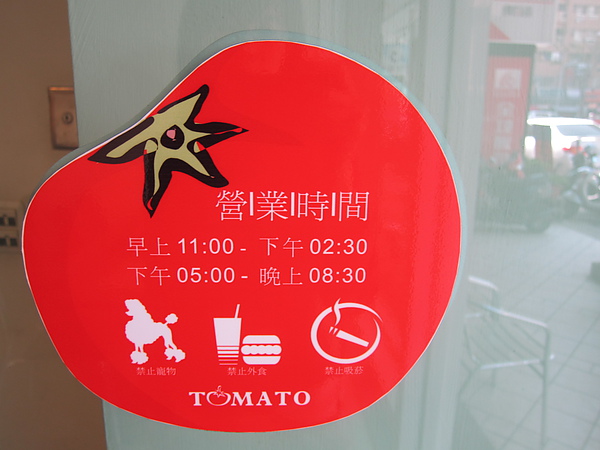 營業時間
早上 11:00 - 下午 02:30
下午 05:00 - 晚上 08:30
禁止寵物 禁止外食 禁止吸菸
TOMATO